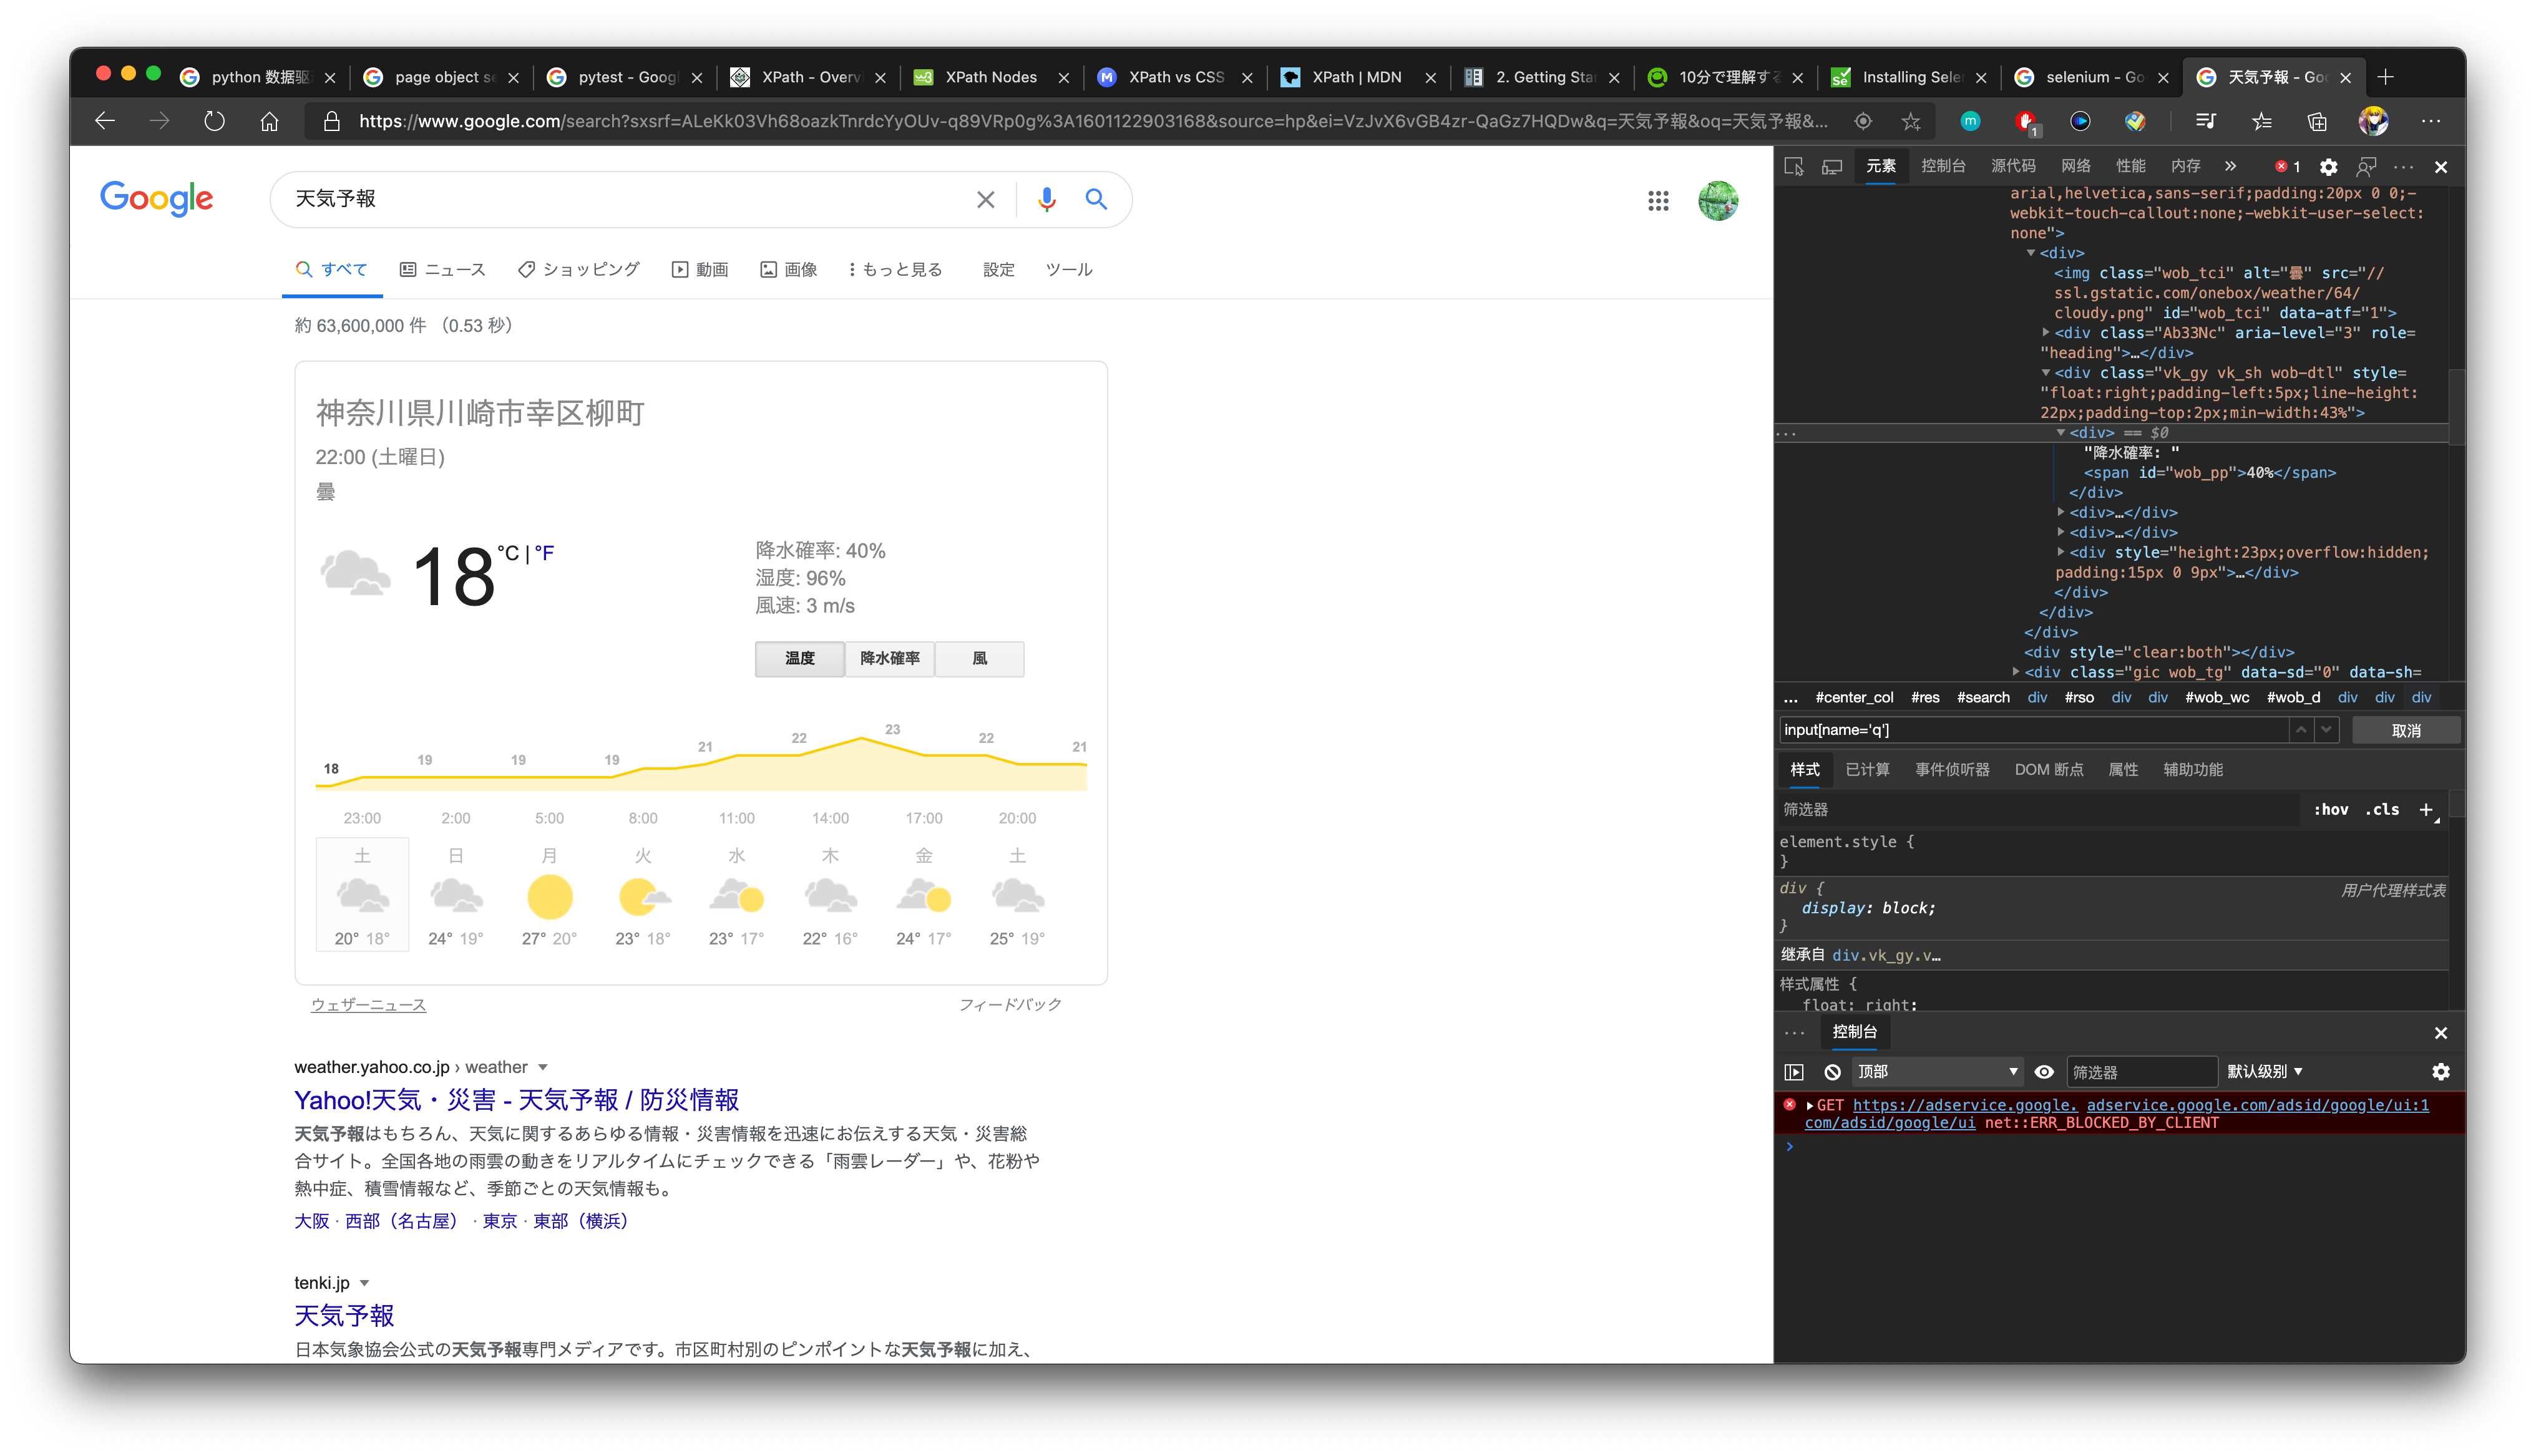 python 数据驱
page object se
pytest - Googl
XPath - Overvi
XPath Nodes
XPath vs CSS
XPath | MDN
2. Getting Star
10分で理解する
Installing Sele
selenium - Go
天気予報 - Goo
https://www.google.com/search?sxsrf=ALeKk03Vh68oazkTnrdcYyOUv-q89VRp0g%3A1601122903168&source=hp&ei=VzJvX6vGB4zr-QaGz7HQDw&q=天気予報&oq=天気予報&...
Google
天気予報
すべて ニュース ショッピング 動画 画像 もっと見る 設定 ツール
約 63,600,000 件 （0.53 秒）
神奈川県川崎市幸区柳町
22:00 (土曜日)
曇
18 °C | °F
降水確率: 40%
湿度: 96%
風速: 3 m/s
温度 降水確率 風
18 19 19 19 21 22 23 22 21
23:00 2:00 5:00 8:00 11:00 14:00 17:00 20:00
土 日 月 火 水 木 金 土
20° 18° 24° 19° 27° 20° 23° 18° 23° 17° 22° 16° 24° 17° 25° 19°
ウェザーニュース フィードバック
weather.yahoo.co.jp › weather
Yahoo!天気・災害 - 天気予報 / 防災情報
天気予報はもちろん、天気に関するあらゆる情報・災害情報を迅速にお伝えする天気・災害総
合サイト。全国各地の雨雲の動きをリアルタイムにチェックできる「雨雲レーダー」や、花粉や
熱中症、積雪情報など、季節ごとの天気情報も。
大阪 · 西部（名古屋） · 東京 · 東部（横浜）
tenki.jp
天気予報
日本気象協会公式の天気予報専門メディアです。市区町村別のピンポイントな天気予報に加え、
元素 控制台 源代码 网络 性能 内存 » 1
arial,helvetica,sans-serif;padding:20px 0 0;-
webkit-touch-callout:none;-webkit-user-select:
none">
<div>
<img class="wob_tci" alt="曇" src="//
ssl.gstatic.com/onebox/weather/64/
cloudy.png" id="wob_tci" data-atf="1">
<div class="Ab33Nc" aria-level="3" role=
"heading">…</div>
<div class="vk_gy vk_sh wob-dtl" style=
"float:right;padding-left:5px;line-height:
22px;padding-top:2px;min-width:43%">
<div> == $0
"降水確率: "
<span id="wob_pp">40%</span>
</div>
<div>…</div>
<div>…</div>
<div style="height:23px;overflow:hidden;
padding:15px 0 9px">…</div>
</div>
</div>
</div>
<div style="clear:both"></div>
<div class="gic wob_tg" data-sd="0" data-sh=
... #center_col #res #search div #rso div div #wob_wc #wob_d div div div
input[name='q'] 取消
样式 已计算 事件侦听器 DOM 断点 属性 辅助功能
筛选器 :hov .cls +
element.style {
}
div { 用户代理样式表
display: block;
}
继承自 div.vk_gy.v…
样式属性 {
float: right;
控制台
顶部 筛选器 默认级别
GET https://adservice.google. adservice.google.com/adsid/google/ui:1
com/adsid/google/ui net::ERR_BLOCKED_BY_CLIENT